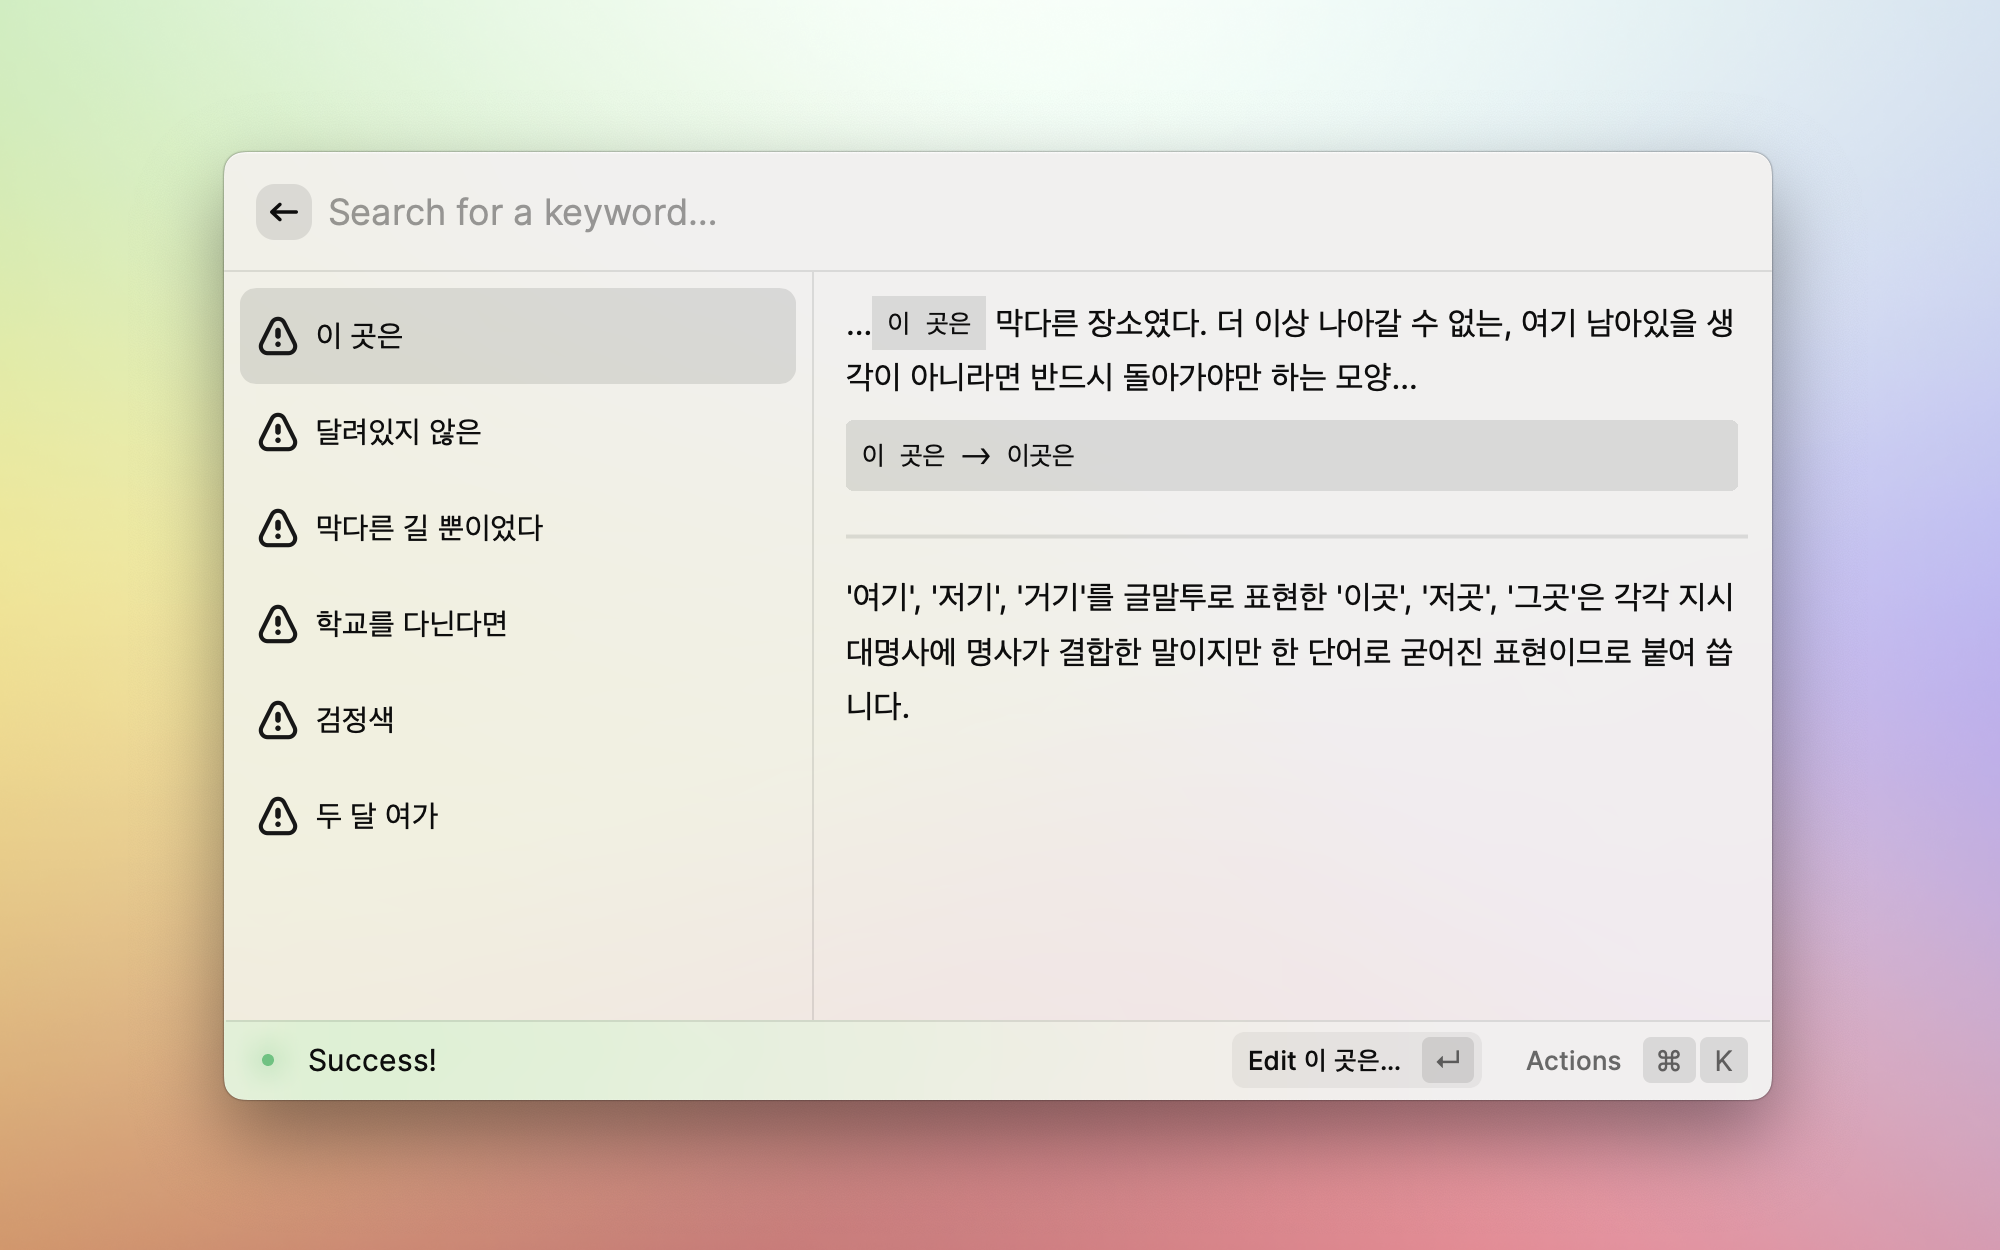 Search for a keyword...
이 곳은
달려있지 않은
막다른 길 뿐이었다
학교를 다닌다면
검정색
두 달 여가
...이 곳은 막다른 장소였다. 더 이상 나아갈 수 없는, 여기 남아있을 생
각이 아니라면 반드시 돌아가야만 하는 모양...
이 곳은 → 이곳은
'여기', '저기', '거기'를 글말투로 표현한 '이곳', '저곳', '그곳'은 각각 지시
대명사에 명사가 결합한 말이지만 한 단어로 굳어진 표현이므로 붙여 씁
니다.
Success!
Edit 이 곳은... ↵
Actions ⌘ K